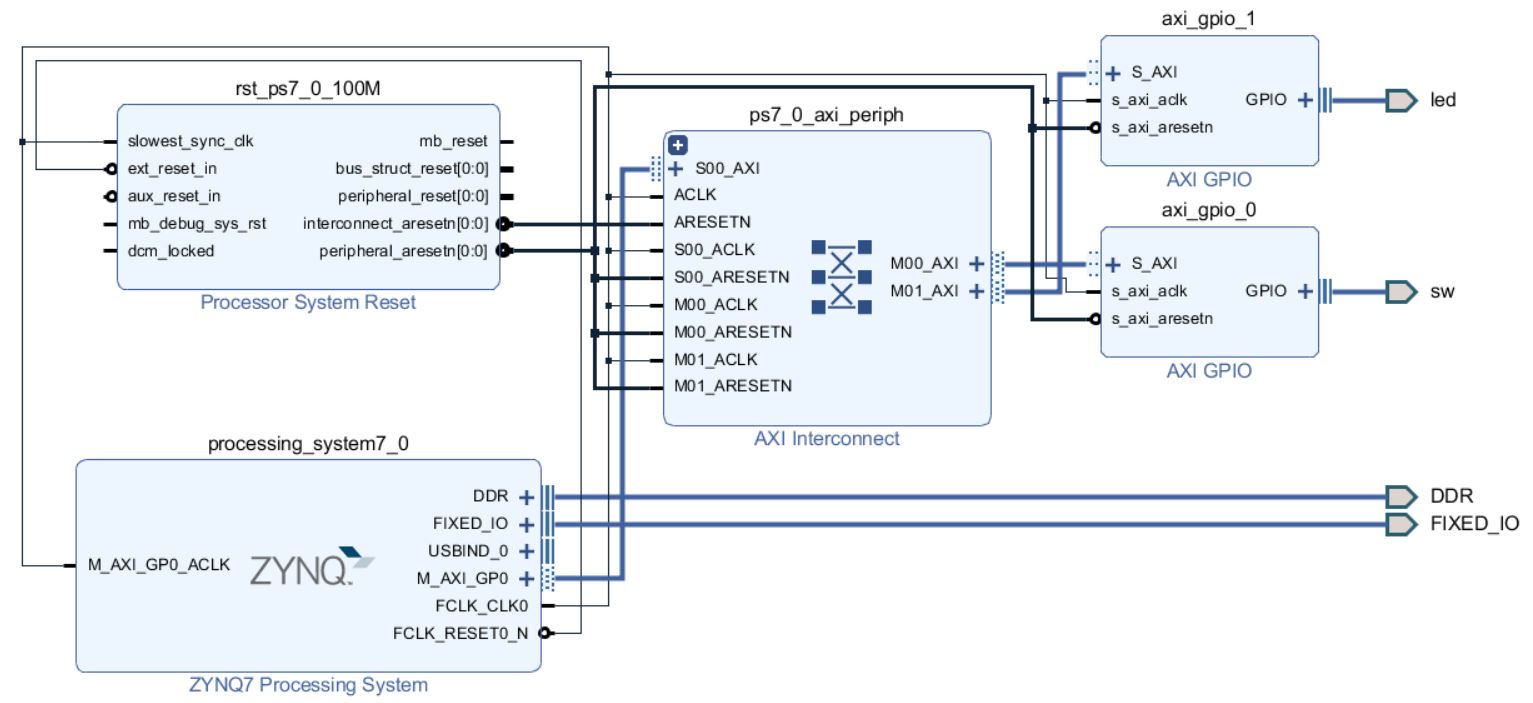 axi_gpio_1
S_AXI
s_axi_aclk
s_axi_aresetn
GPIO
led
AXI GPIO
rst_ps7_0_100M
slowest_sync_clk
ext_reset_in
aux_reset_in
mb_debug_sys_rst
dcm_locked
mb_reset
bus_struct_reset[0:0]
peripheral_reset[0:0]
interconnect_aresetn[0:0]
peripheral_aresetn[0:0]
Processor System Reset
ps7_0_axi_periph
S00_AXI
ACLK
ARESETN
S00_ACLK
S00_ARESETN
M00_ACLK
M00_ARESETN
M01_ACLK
M01_ARESETN
M00_AXI
M01_AXI
AXI Interconnect
axi_gpio_0
S_AXI
s_axi_aclk
s_axi_aresetn
GPIO
sw
AXI GPIO
processing_system7_0
M_AXI_GP0_ACLK
ZYNQ
DDR
FIXED_IO
USBIND_0
M_AXI_GP0
FCLK_CLK0
FCLK_RESET0_N
ZYNQ7 Processing System
DDR
FIXED_IO